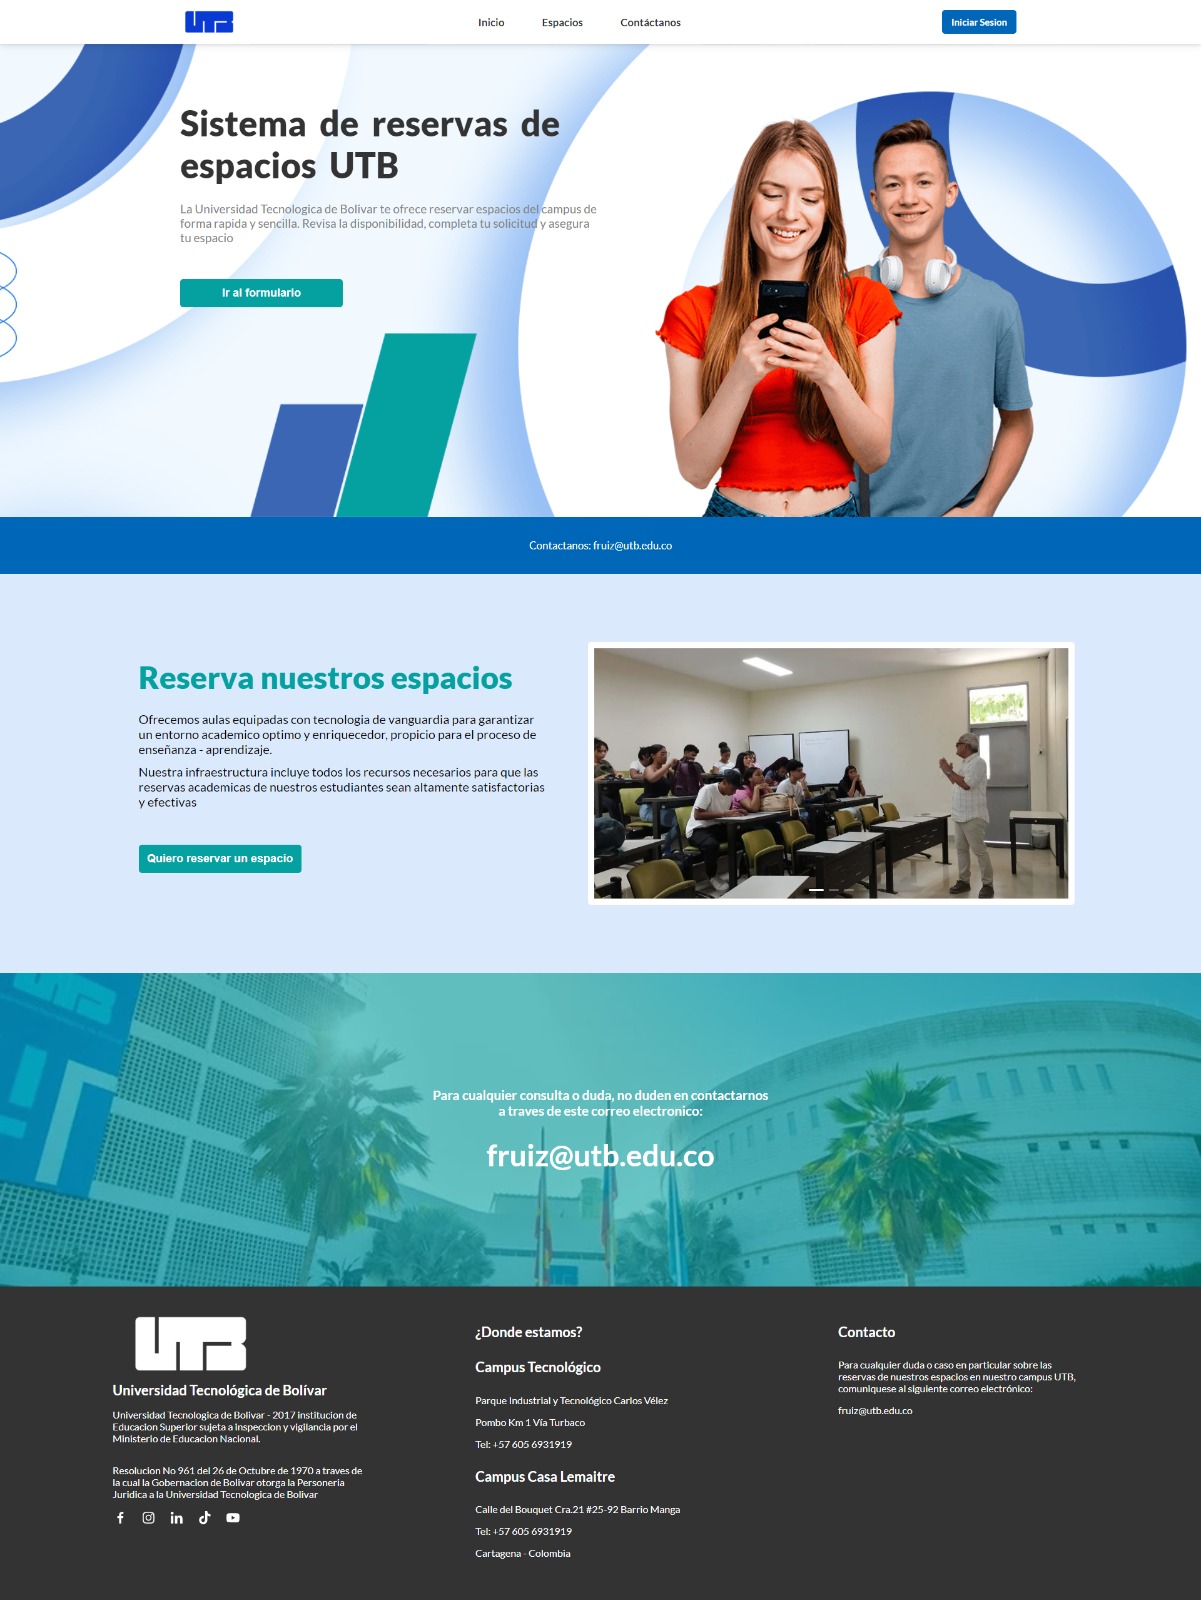 UTB
Inicio
Espacios
Contáctanos
Iniciar Sesion
Sistema de reservas de
espacios UTB
La Universidad Tecnologica de Bolivar te ofrece reservar espacios del campus de
forma rapida y sencilla. Revisa la disponibilidad, completa tu solicitud y asegura
tu espacio
Ir al formulario
Contactanos: fruiz@utb.edu.co
Reserva nuestros espacios
Ofrecemos aulas equipadas con tecnologia de vanguardia para garantizar
un entorno academico optimo y enriquecedor, propicio para el proceso de
enseñanza - aprendizaje.
Nuestra infraestructura incluye todos los recursos necesarios para que las
reservas academicas de nuestros estudiantes sean altamente satisfactorias
y efectivas
Quiero reservar un espacio
Para cualquier consulta o duda, no duden en contactarnos
a traves de este correo electronico:
fruiz@utb.edu.co
UTB
Universidad Tecnológica de Bolívar
Universidad Tecnologica de Bolivar - 2017 institucion de
Educacion Superior sujeta a inspeccion y vigilancia por el
Ministerio de Educacion Nacional.
Resolucion No 961 del 26 de Octubre de 1970 a traves de
la cual la Gobernacion de Bolivar otorga la Personeria
Juridica a la Universidad Tecnologica de Bolivar
¿Donde estamos?
Campus Tecnológico
Parque Industrial y Tecnológico Carlos Vélez
Pombo Km 1 Vía Turbaco
Tel: +57 605 6931919
Campus Casa Lemaitre
Calle del Bouquet Cra.21 #25-92 Barrio Manga
Tel: +57 605 6931919
Cartagena - Colombia
Contacto
Para cualquier duda o caso en particular sobre las
reservas de nuestros espacios en nuestro campus UTB,
comuniquese al siguiente correo electrónico:
fruiz@utb.edu.co